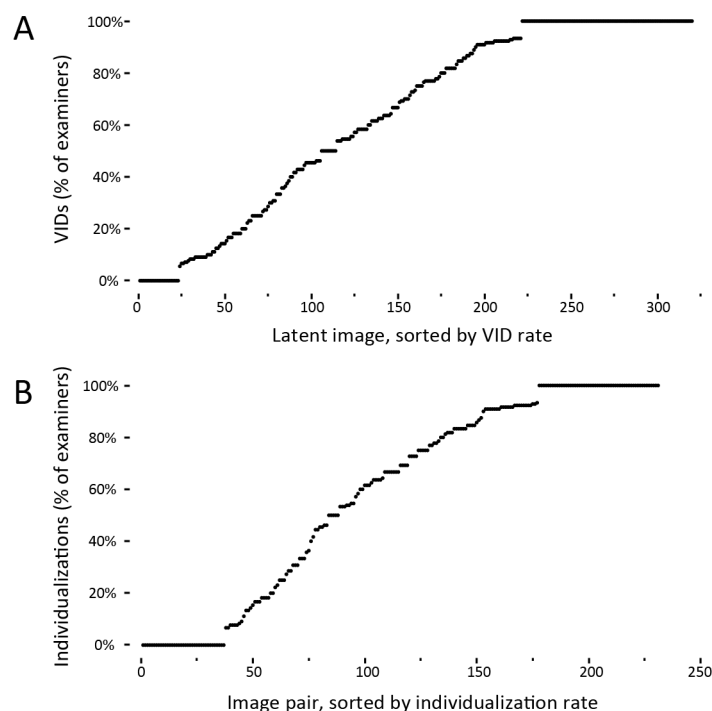 A
VIDs (% of examiners)
100%
80%
60%
40%
20%
0%
0 50 100 150 200 250 300
Latent image, sorted by VID rate
B
Individualizations (% of examiners)
100%
80%
60%
40%
20%
0%
0 50 100 150 200 250
Image pair, sorted by individualization rate